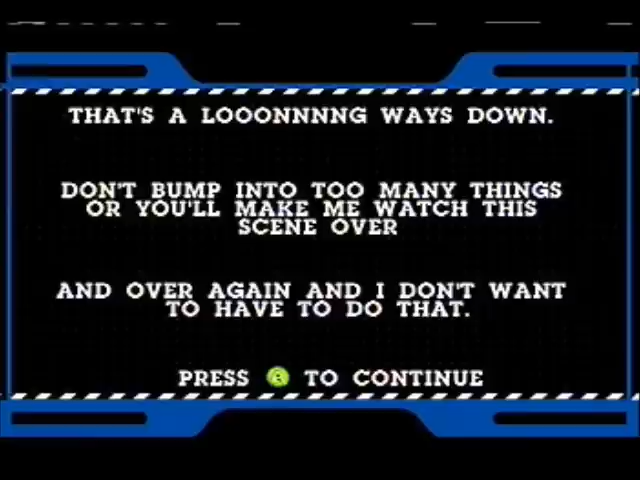 THAT'S A LOOONNNNG WAYS DOWN.
DON'T BUMP INTO TOO MANY THINGS
OR YOU'LL MAKE ME WATCH THIS
SCENE OVER
AND OVER AGAIN AND I DON'T WANT
TO HAVE TO DO THAT.
PRESS A TO CONTINUE